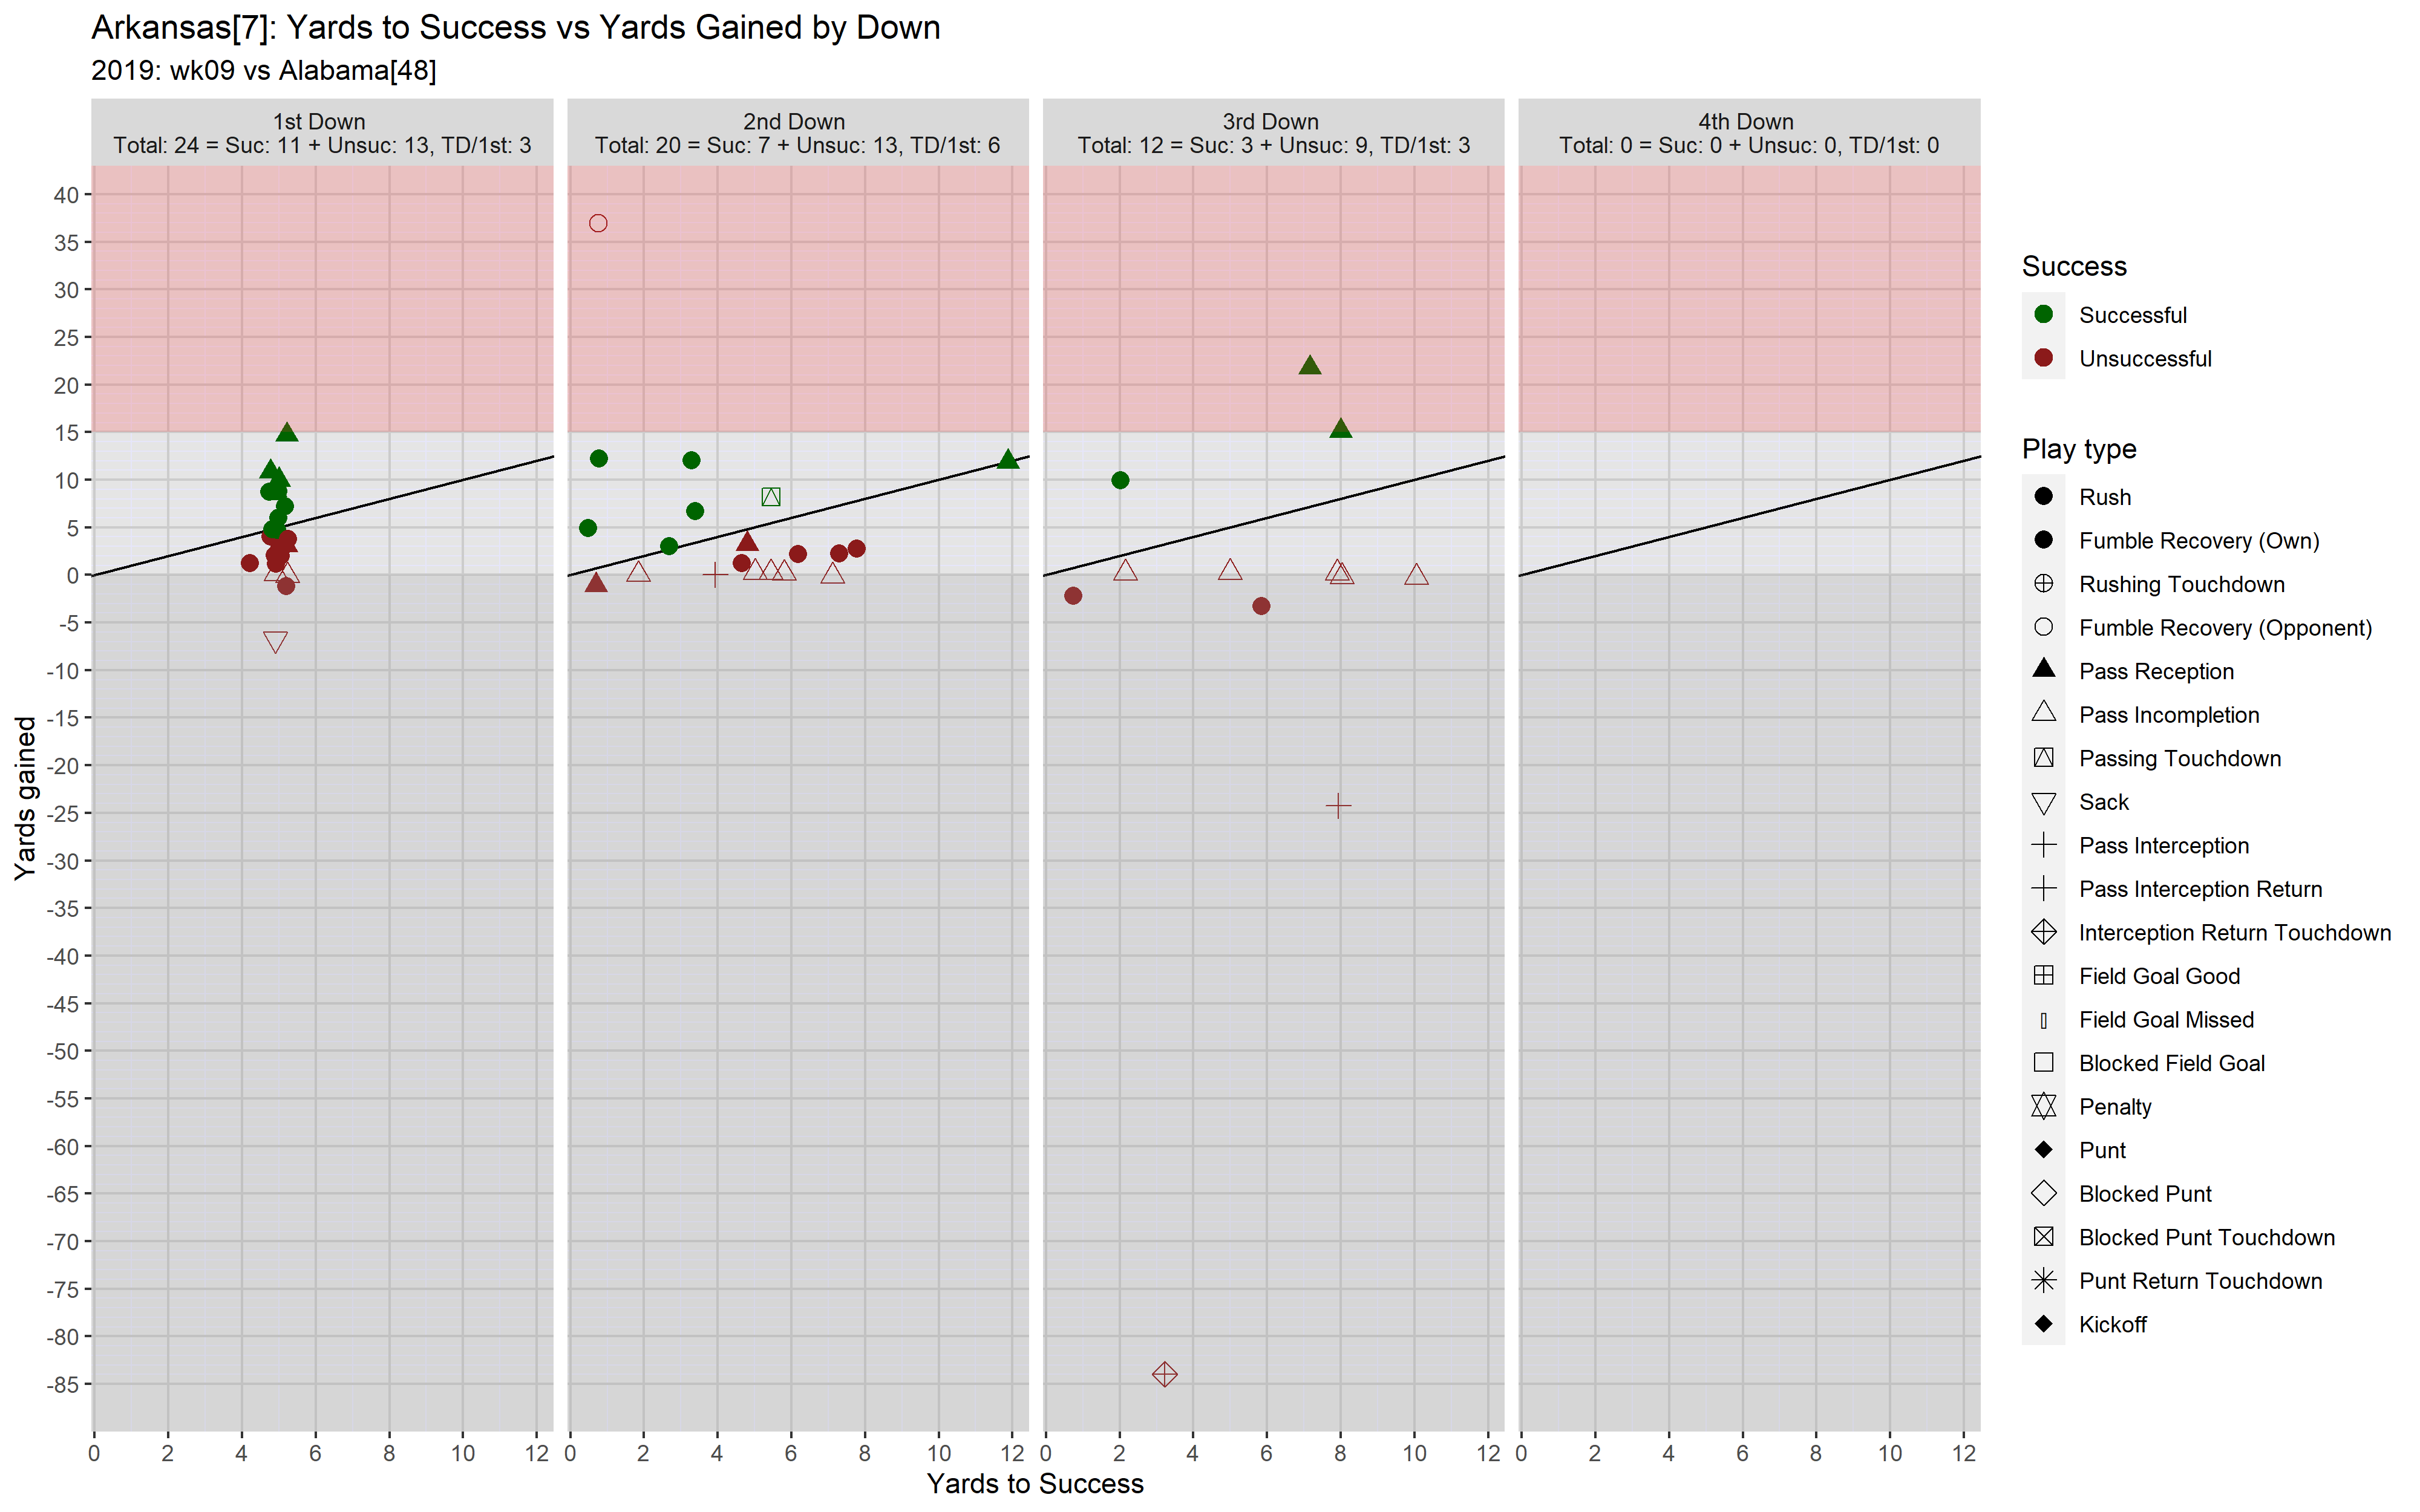 Arkansas[7]: Yards to Success vs Yards Gained by Down
2019: wk09 vs Alabama[48]
1st Down
Total: 24 = Suc: 11 + Unsuc: 13, TD/1st: 3
2nd Down
Total: 20 = Suc: 7 + Unsuc: 13, TD/1st: 6
3rd Down
Total: 12 = Suc: 3 + Unsuc: 9, TD/1st: 3
4th Down
Total: 0 = Suc: 0 + Unsuc: 0, TD/1st: 0
Yards gained
40
35
30
25
20
15
10
5
0
-5
-10
-15
-20
-25
-30
-35
-40
-45
-50
-55
-60
-65
-70
-75
-80
-85
0 2 4 6 8 10 12
0 2 4 6 8 10 12
0 2 4 6 8 10 12
0 2 4 6 8 10 12
Yards to Success
Success
Successful
Unsuccessful
Play type
Rush
Fumble Recovery (Own)
Rushing Touchdown
Fumble Recovery (Opponent)
Pass Reception
Pass Incompletion
Passing Touchdown
Sack
Pass Interception
Pass Interception Return
Interception Return Touchdown
Field Goal Good
Field Goal Missed
Blocked Field Goal
Penalty
Punt
Blocked Punt
Blocked Punt Touchdown
Punt Return Touchdown
Kickoff